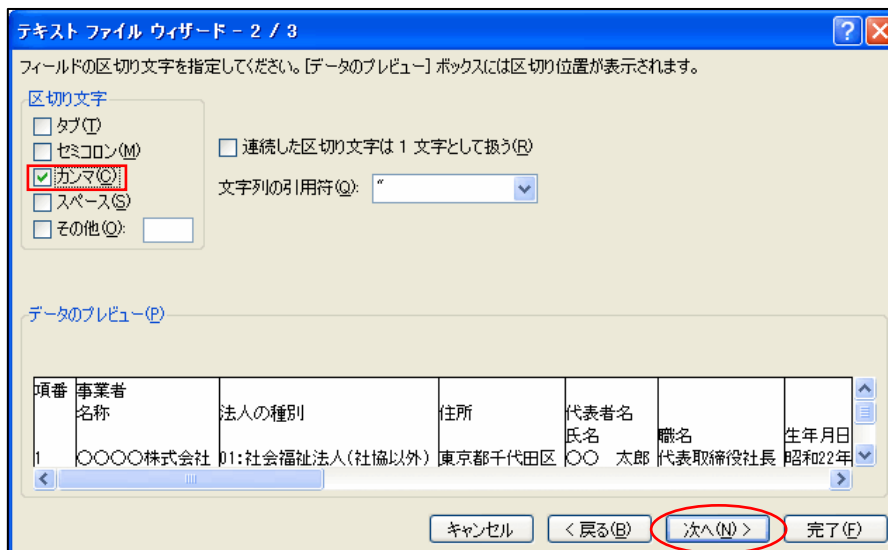 テキスト ファイル ウィザード - 2 / 3
フィールドの区切り文字を指定してください。[データのプレビュー] ボックスには区切り位置が表示されます。
区切り文字
タブ(T)
セミコロン(M)
カンマ(C)
スペース(S)
その他(O):
連続した区切り文字は 1 文字として扱う(R)
文字列の引用符(Q): "
データのプレビュー(P)
項番 事業者
名称 法人の種別 住所 代表者名
氏名 職名 生年月日
1 〇〇〇〇株式会社 01:社会福祉法人(社協以外) 東京都千代田区 〇〇 太郎 代表取締役社長 昭和22年
キャンセル < 戻る(B) 次へ(N) > 完了(F)